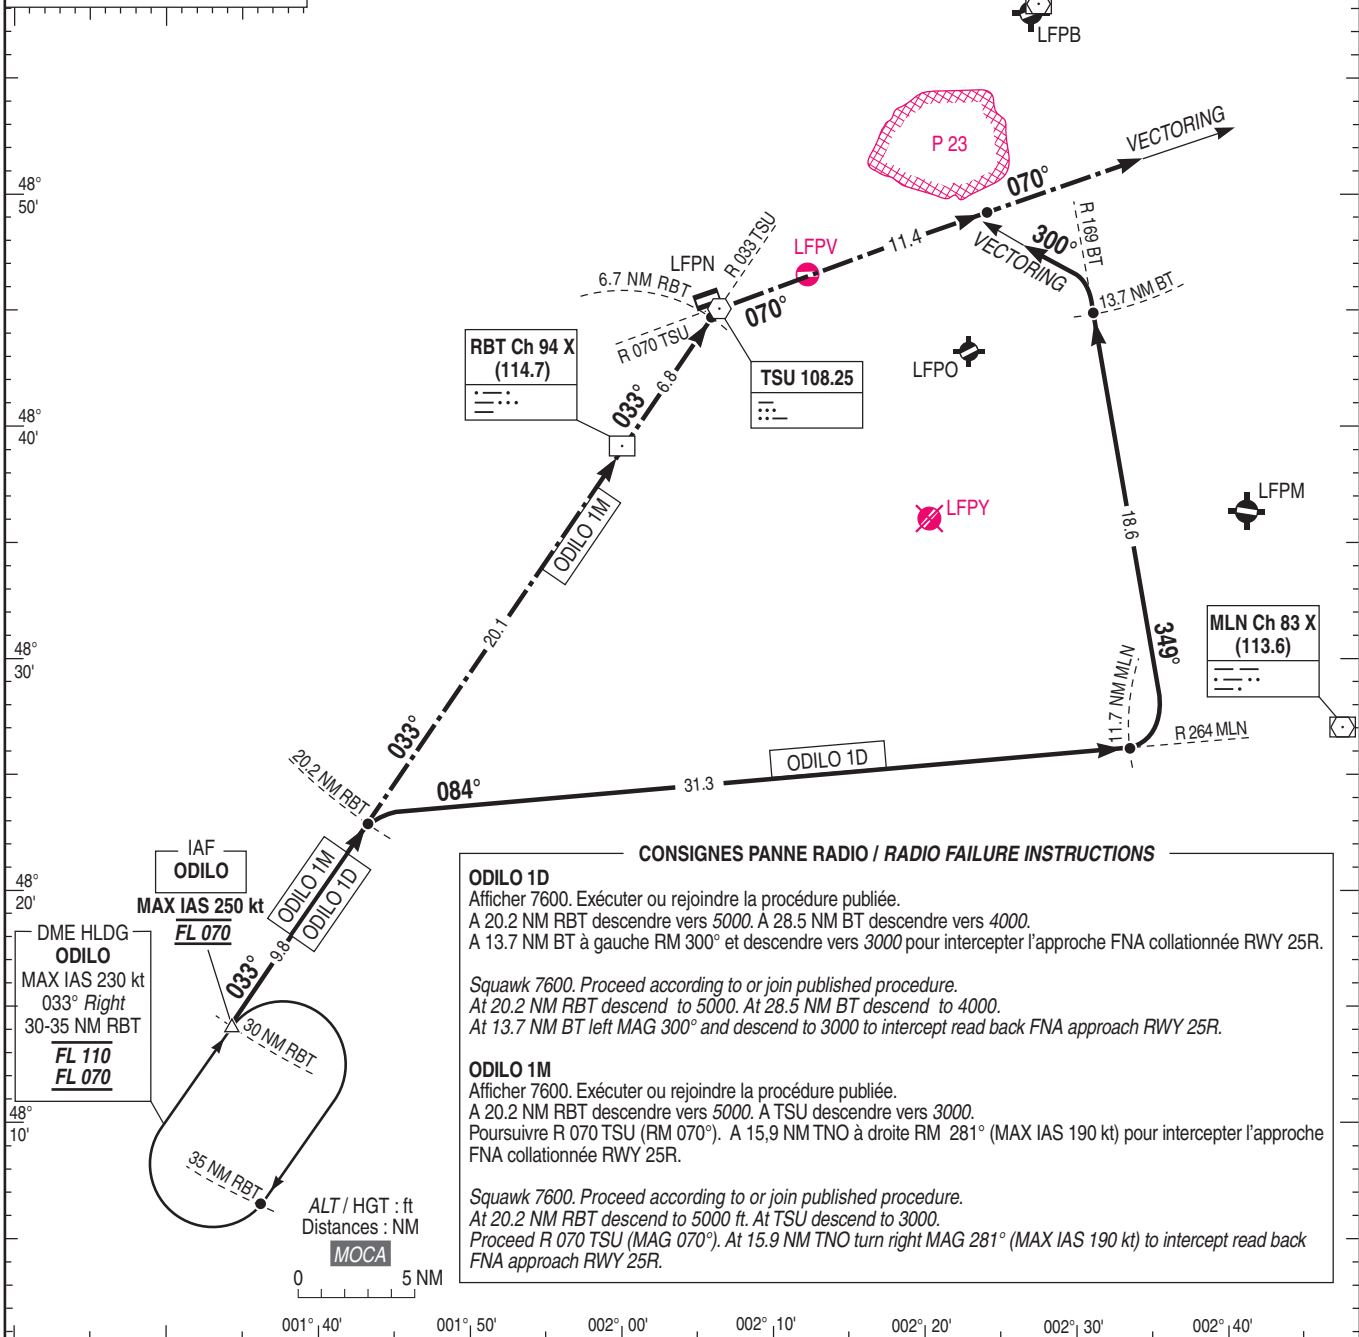 LFPB
P 23
VECTORING
070°
48°
50'
R 169 BT
R 033 TSU
LFPV
11.4
300°
VECTORING
LFPN
6.7 NM RBT
070°
13.7 NM BT
R 070 TSU
RBT Ch 94 X
(114.7)
TSU 108.25
LFPO
6.8
033°
48°
40'
ODILO 1M
LFPY
LFPM
18.6
20.1
MLN Ch 83 X
(113.6)
349°
48°
30'
11.7 NM MLN
R 264 MLN
033°
20.2 NM RBT
ODILO 1D
084°
31.3
IAF
ODILO
MAX IAS 250 kt
FL 070
ODILO 1M
ODILO 1D
9.8
033°
48°
20'
DME HLDG
ODILO
MAX IAS 230 kt
033° Right
30-35 NM RBT
FL 110
FL 070
30 NM RBT
48°
10'
35 NM RBT
CONSIGNES PANNE RADIO / RADIO FAILURE INSTRUCTIONS
ODILO 1D
Afficher 7600. Exécuter ou rejoindre la procédure publiée.
A 20.2 NM RBT descendre vers 5000. A 28.5 NM BT descendre vers 4000.
A 13.7 NM BT à gauche RM 300° et descendre vers 3000 pour intercepter l'approche FNA collationnée RWY 25R.
Squawk 7600. Proceed according to or join published procedure.
At 20.2 NM RBT descend to 5000. At 28.5 NM BT descend to 4000.
At 13.7 NM BT left MAG 300° and descend to 3000 to intercept read back FNA approach RWY 25R.
ODILO 1M
Afficher 7600. Exécuter ou rejoindre la procédure publiée.
A 20.2 NM RBT descendre vers 5000. A TSU descendre vers 3000.
Poursuivre R 070 TSU (RM 070°). A 15,9 NM TNO à droite RM 281° (MAX IAS 190 kt) pour intercepter l'approche
FNA collationnée RWY 25R.
Squawk 7600. Proceed according to or join published procedure.
At 20.2 NM RBT descend to 5000 ft. At TSU descend to 3000.
Proceed R 070 TSU (MAG 070°). At 15.9 NM TNO turn right MAG 281° (MAX IAS 190 kt) to intercept read back
FNA approach RWY 25R.
ALT / HGT : ft
Distances : NM
MOCA
0 5 NM
001° 40' 001° 50' 002° 00' 002° 10' 002° 20' 002° 30' 002° 40'